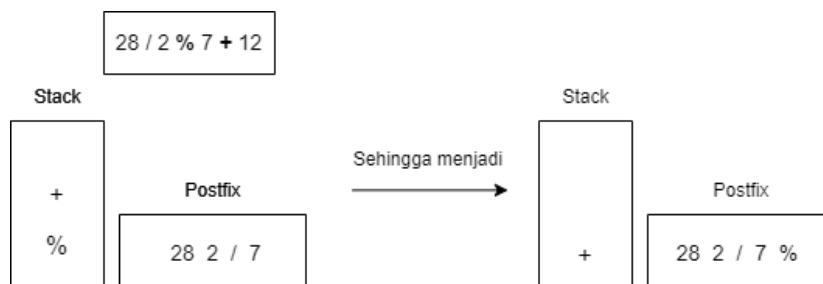 28 / 2 % 7 + 12
Stack
Stack
Sehingga menjadi
+
Postfix
Postfix
%
28 2 / 7
+
28 2 / 7 %